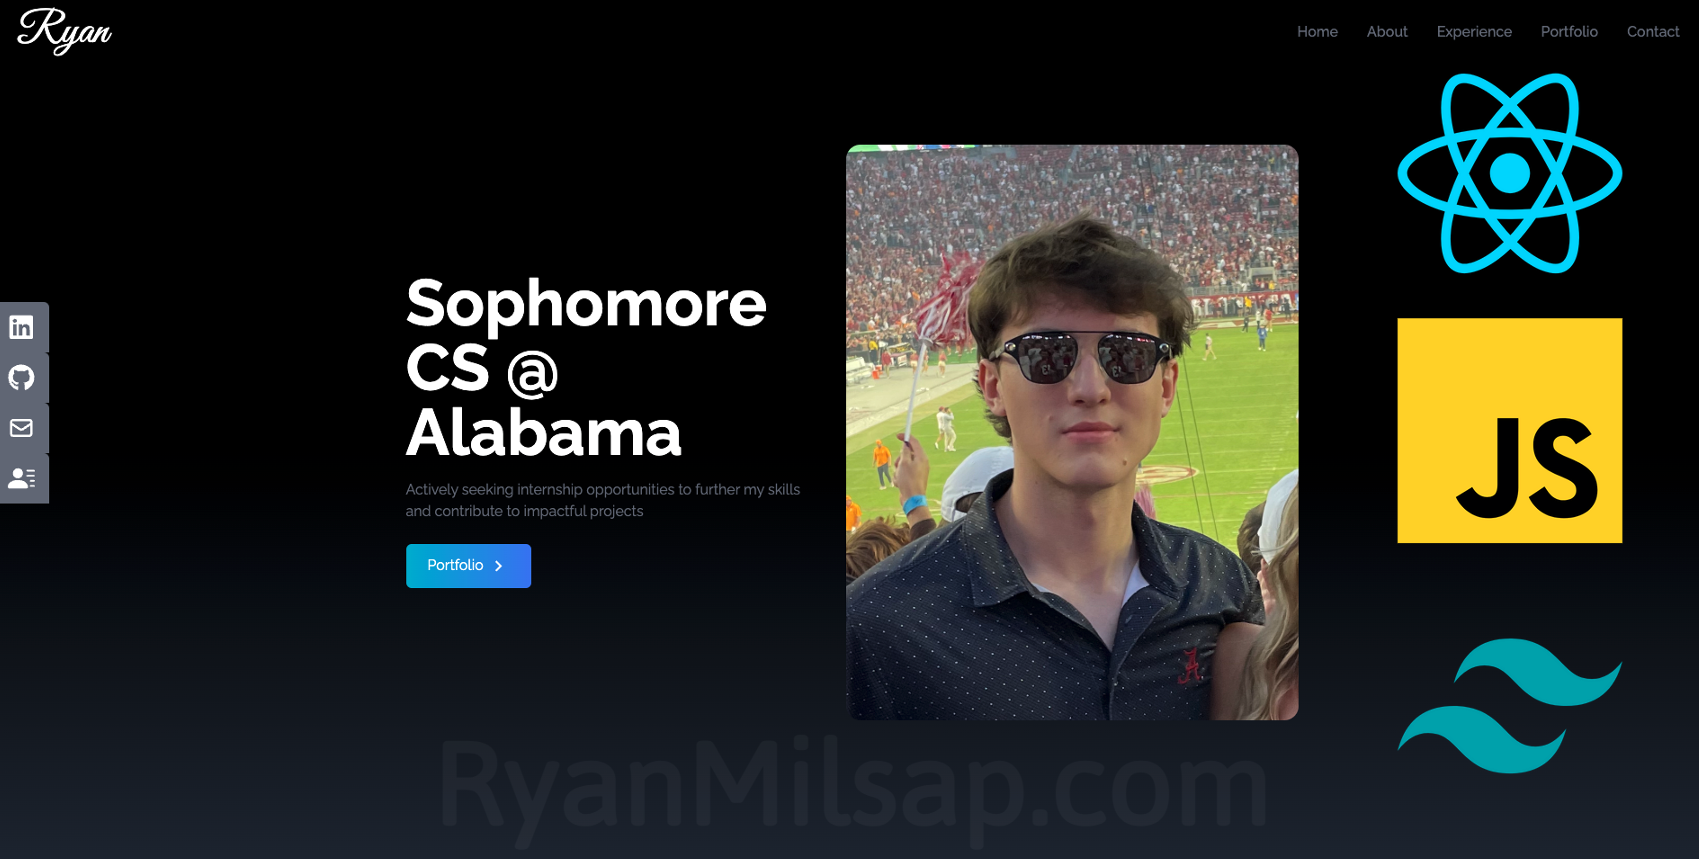 Ryan
Home About Experience Portfolio Contact
Sophomore
CS @
Alabama
Actively seeking internship opportunities to further my skills
and contribute to impactful projects
Portfolio
in
JS
A
RyanMilsap.com